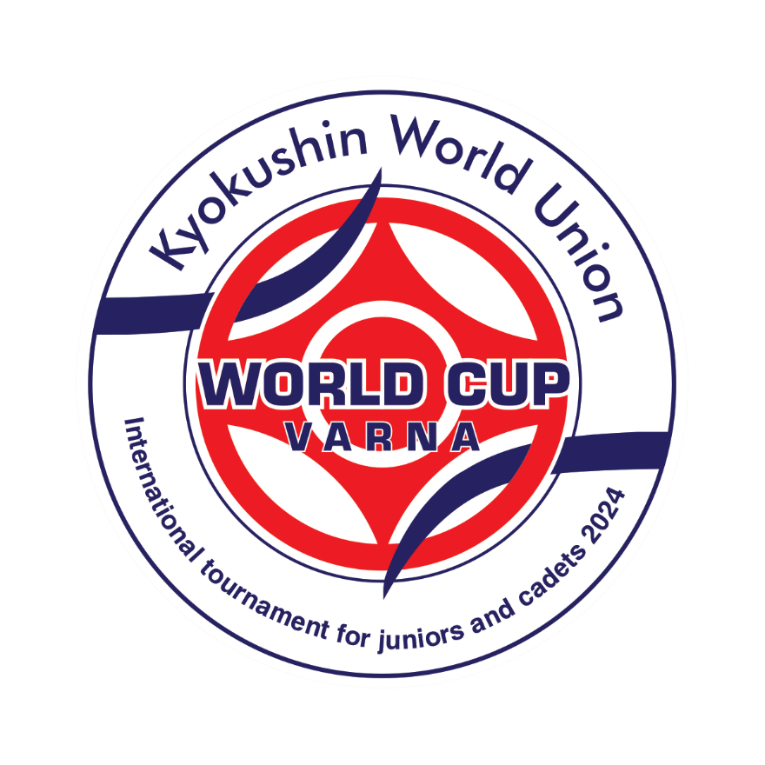 Kyokushin World Union
WORLD CUP
VARNA
International tournament for juniors and cadets 2024